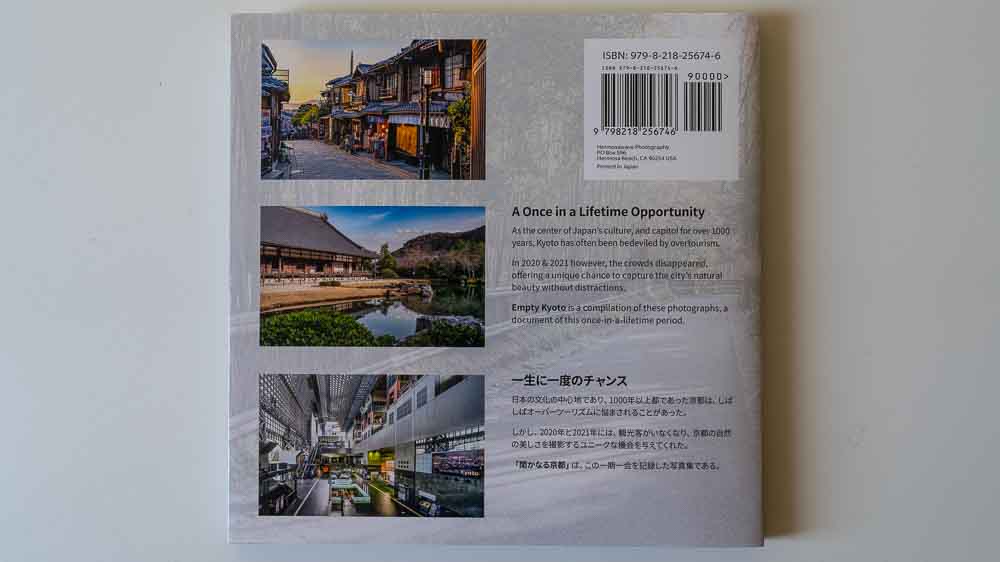 ISBN: 979-8-218-25674-6
ISBN 979-8-218-25674-6
90000>
9 798218 256746
Hermosawave Photography
PO Box 596
Hermosa Beach, CA 90254 USA
Printed in Japan
A Once in a Lifetime Opportunity
As the center of Japan's culture, and capitol for over 1000
years, Kyoto has often been bedeviled by overtourism.
In 2020 & 2021 however, the crowds disappeared,
offering a unique chance to capture the city's natural
beauty without distractions.
Empty Kyoto is a compilation of these photographs, a
document of this once-in-a-lifetime period.
一生に一度のチャンス
日本の文化の中心地であり、1000年以上都であった京都は、しば
しばオーバーツーリズムに悩まされることがあった。
しかし、2020年と2021年には、観光客がいなくなり、京都の自然
の美しさを撮影するユニークな機会を与えてくれた。
「閑かなる京都」は、この一期一会を記録した写真集である。